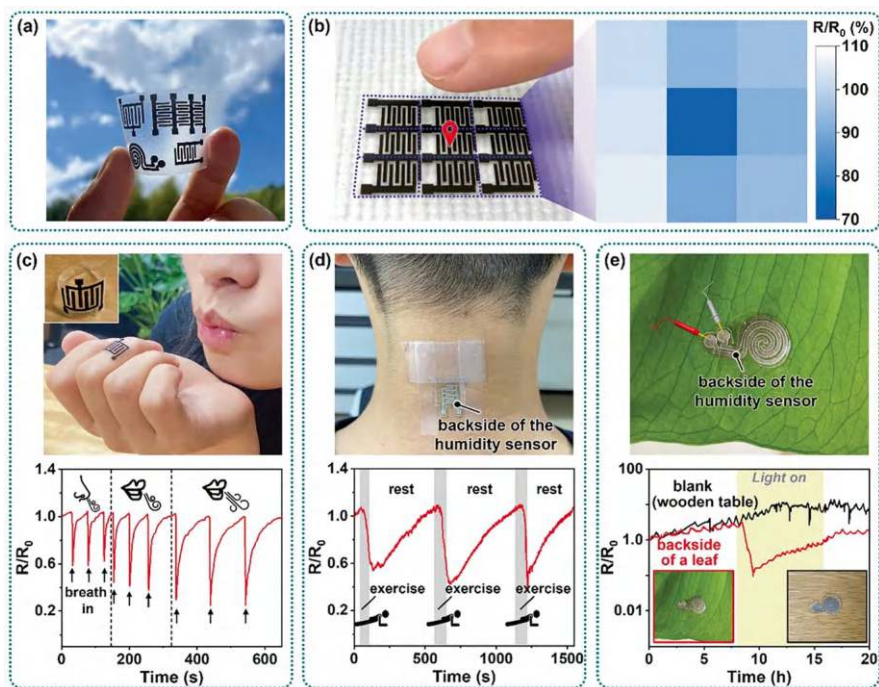 (a)
(b)
R/R₀ (%)
110
100
90
80
70
(c)
(d)
backside of the
humidity sensor
(e)
backside of the
humidity sensor
1.4
1.0
0.6
0.2
R/R₀
breath
in
0
200
400
600
Time (s)
1.4
1.0
0.6
0.2
R/R₀
rest
rest
rest
exercise
exercise
exercise
0
500
1000
1500
Time (s)
100
1.0
0.01
R/R₀
Light on
blank
(wooden table)
backside
of a leaf
0
5
10
15
20
Time (h)